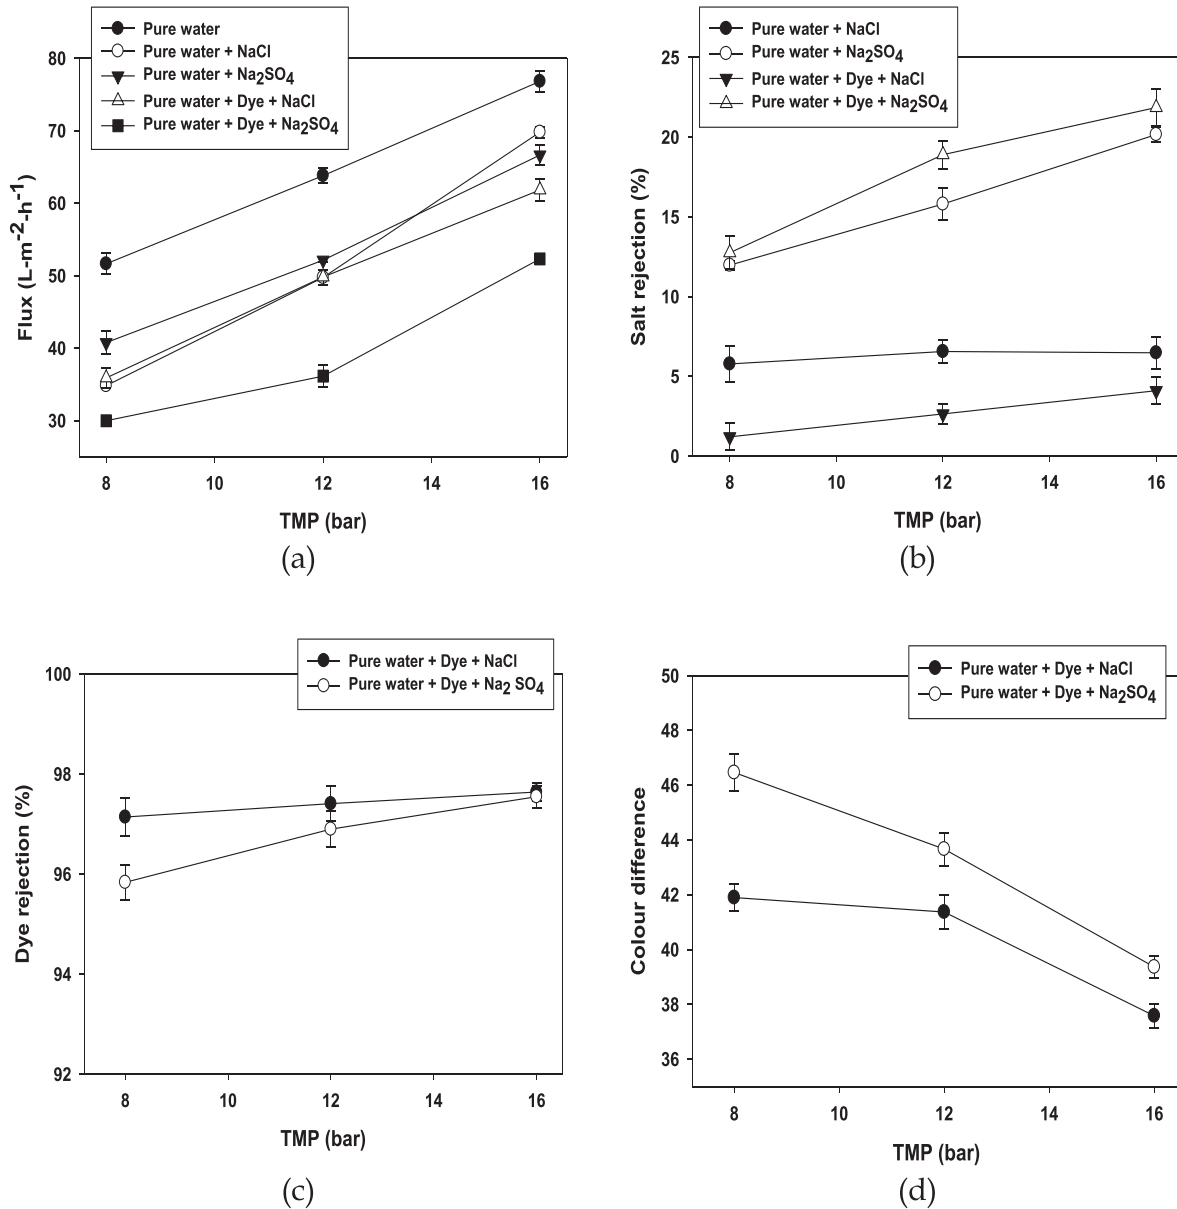 Pure water
Pure water + NaCl
Pure water + Na2SO4
Pure water + Dye + NaCl
Pure water + Dye + Na2SO4
80
70
60
50
40
30
Flux (L-m-2-h-1)
8
10
12
14
16
TMP (bar)
(a)
Pure water + NaCl
Pure water + Na2SO4
Pure water + Dye + NaCl
Pure water + Dye + Na2SO4
25
20
15
10
5
0
Salt rejection (%)
8
10
12
14
16
TMP (bar)
(b)
Pure water + Dye + NaCl
Pure water + Dye + Na2 SO4
100
98
96
94
92
Dye rejection (%)
8
10
12
14
16
TMP (bar)
(c)
Pure water + Dye + NaCl
Pure water + Dye + Na2SO4
50
48
46
44
42
40
38
36
Colour difference
8
10
12
14
16
TMP (bar)
(d)